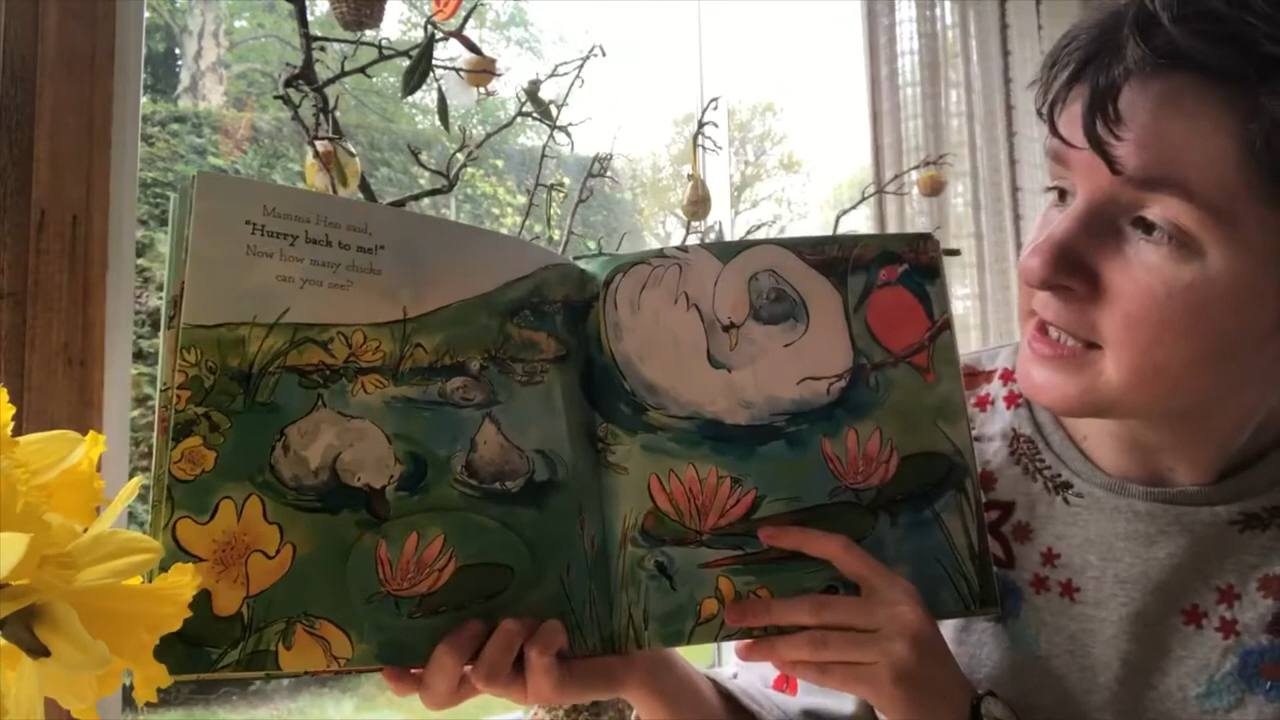 Mamma Hen said,
"Hurry back to me!"
Now how many chicks
can you see?